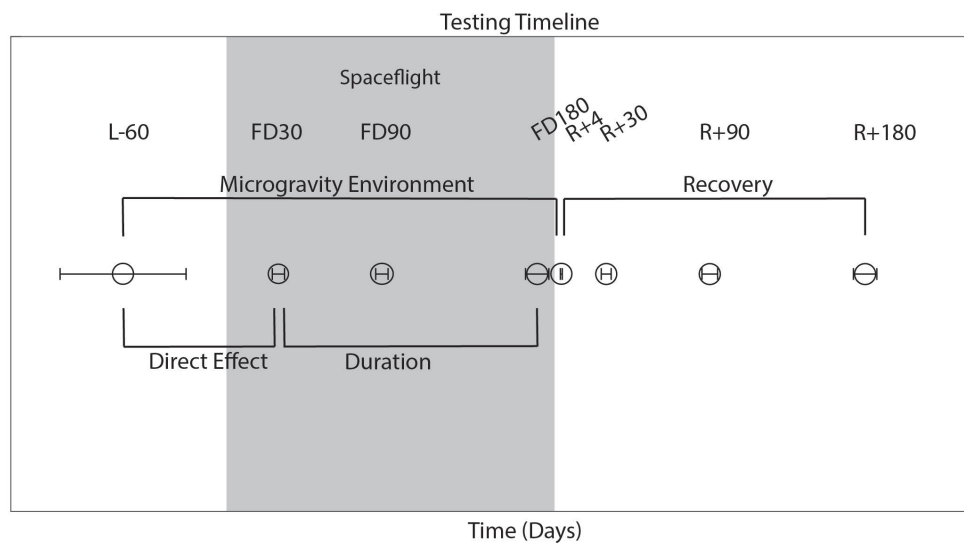 Testing Timeline
Spaceflight
L-60 FD30 FD90 FD180 R+4 R+30 R+90 R+180
Microgravity Environment Recovery
Direct Effect Duration
Time (Days)